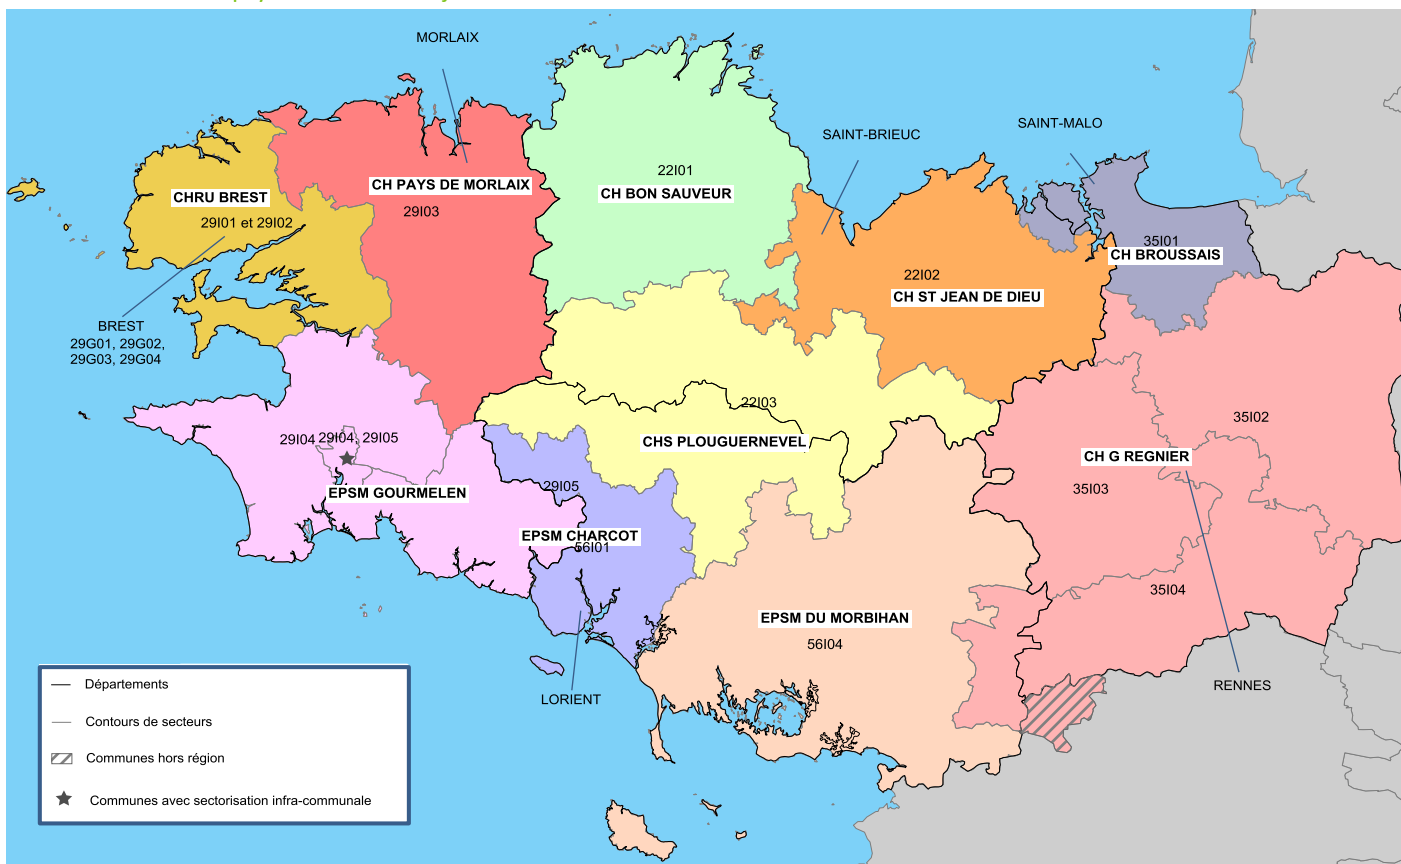 MORLAIX
SAINT-MALO
SAINT-BRIEUC
22I01
CH BON SAUVEUR
CH PAYS DE MORLAIX
29I03
CHRU BREST
29I01 et 29I02
35I01
CH BROUSSAIS
22I02
CH ST JEAN DE DIEU
BREST
29G01, 29G02,
29G03, 29G04
22I03
CHS PLOUGUERNEVEL
35I02
29I04
29I04, 29I05
CH G REGNIER
35I03
EPSM GOURMELEN
29I05
EPSM CHARCOT
56I01
35I04
EPSM DU MORBIHAN
56I04
LORIENT
RENNES
Départements
Contours de secteurs
Communes hors région
Communes avec sectorisation infra-communale